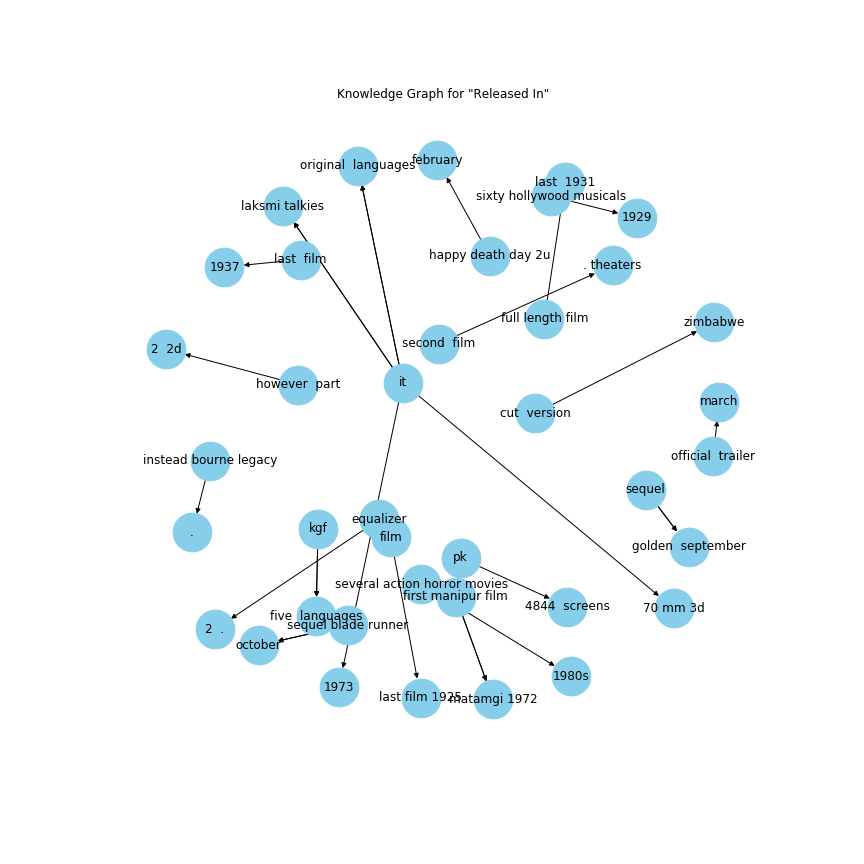 Knowledge Graph for "Released In"
february
original  languages
last  1931
sixty hollywood musicals
laksmi talkies
1929
happy death day 2u
last  film
. theaters
1937
full length film
zimbabwe
second  film
2  2d
it
however  part
march
cut  version
official  trailer
instead bourne legacy
sequel
equalizer
kgf
.
film
golden  september
pk
several action horror movies
first manipur film
4844  screens
70 mm 3d
five  languages
sequel blade runner
2  .
october
1980s
1973
last film 1925
matamgi 1972